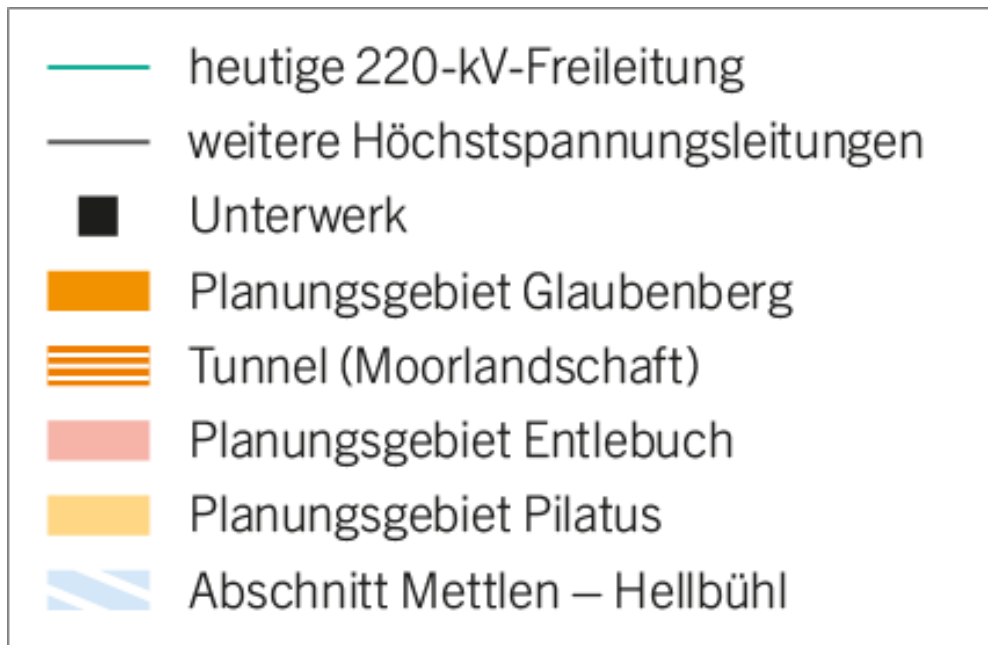 heutige 220-kV-Freileitung
weitere Höchstspannungsleitungen
Unterwerk
Planungsgebiet Glaubenberg
Tunnel (Moorlandschaft)
Planungsgebiet Entlebuch
Planungsgebiet Pilatus
Abschnitt Mettlen – Hellbühl